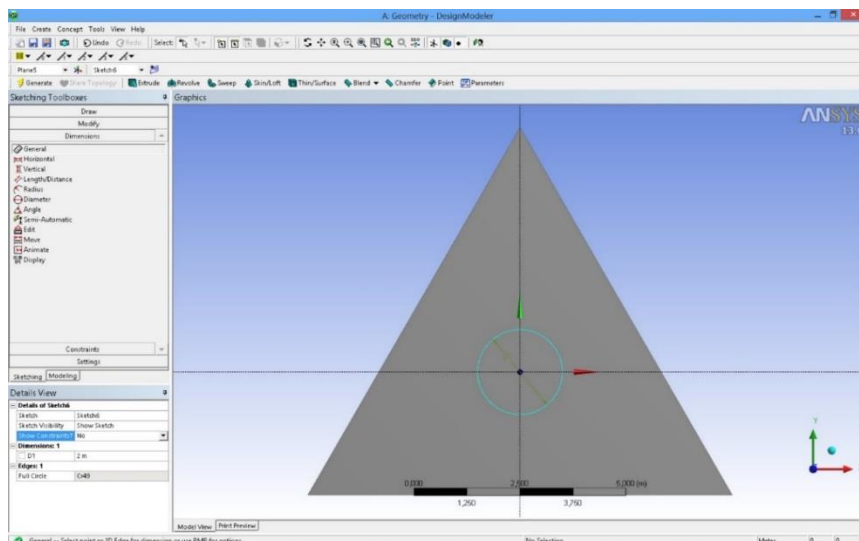 A: Geometry - DesignModeler
File Create Concept Tools View Help
Undo Redo Select:
Plane5 Sketch6
Generate Share Topology Extrude Revolve Sweep Skin/Loft Thin/Surface Blend Chamfer Point Parameters
Sketching Toolboxes
Draw
Modify
Dimensions
General
Horizontal
Vertical
Length/Distance
Radius
Diameter
Angle
Semi-Automatic
Edit
Move
Animate
Display
Constraints
Settings
Sketching Modeling
Details View
Details of Sketch6
Sketch Sketch6
Sketch Visibility Show Sketch
Show Constraints? No
Dimensions: 1
D1 2 m
Edges: 1
Full Circle Cr49
Graphics
ANSYS
Y
0,000 2,500 5,000 (m)
1,250 3,750
Model View Print Preview
General -- Select point or 2D Edge for dimension or use RMB for options
No Selection
Meter 0 0